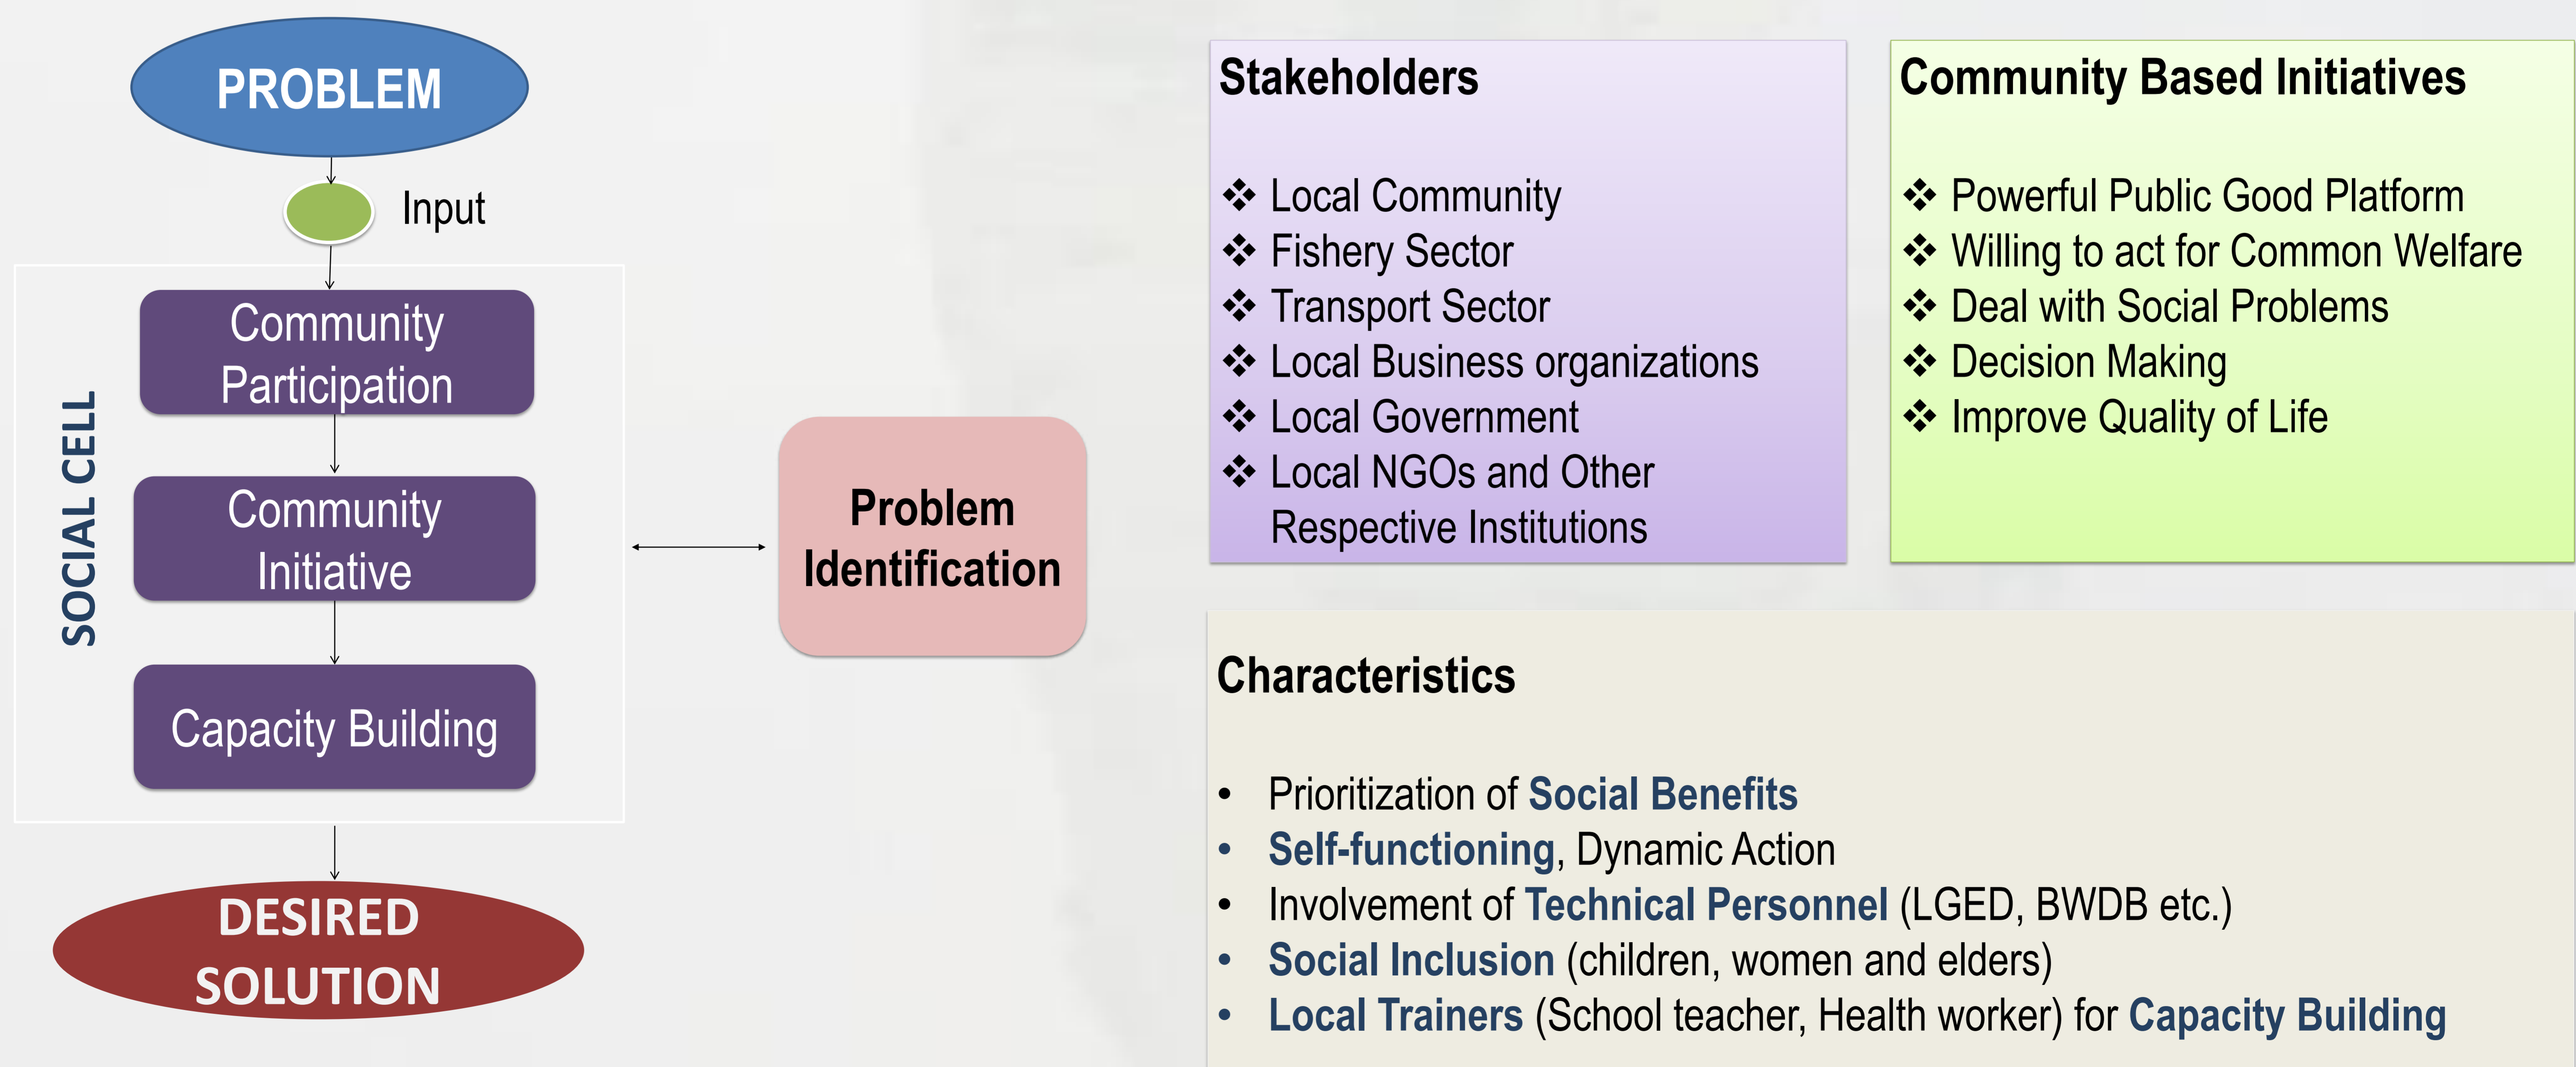 PROBLEM
Input
SOCIAL CELL
Community
Participation
Community
Initiative
Capacity Building
DESIRED
SOLUTION
Problem
Identification
Stakeholders
❖ Local Community
❖ Fishery Sector
❖ Transport Sector
❖ Local Business organizations
❖ Local Government
❖ Local NGOs and Other
Respective Institutions
Community Based Initiatives
❖ Powerful Public Good Platform
❖ Willing to act for Common Welfare
❖ Deal with Social Problems
❖ Decision Making
❖ Improve Quality of Life
Characteristics
• Prioritization of Social Benefits
• Self-functioning, Dynamic Action
• Involvement of Technical Personnel (LGED, BWDB etc.)
• Social Inclusion (children, women and elders)
• Local Trainers (School teacher, Health worker) for Capacity Building